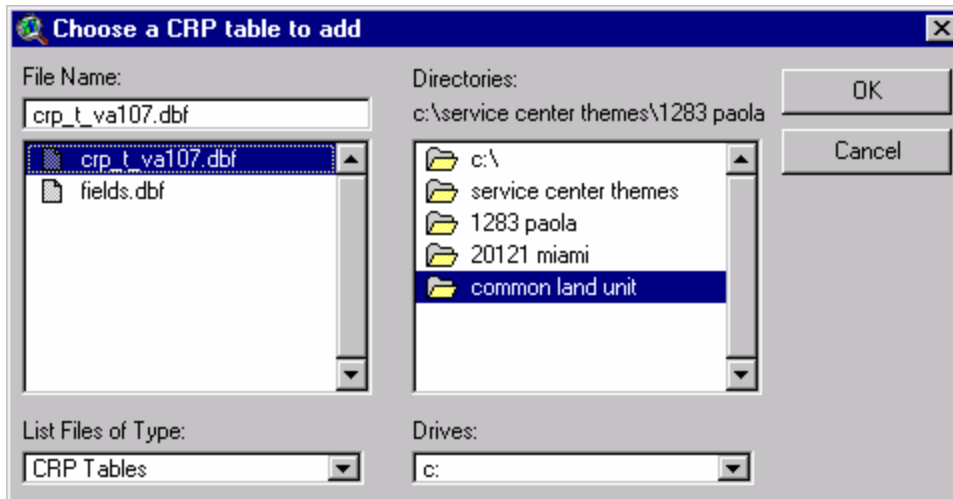 Choose a CRP table to add
File Name:
crp_t_va107.dbf
crp_t_va107.dbf
fields.dbf
Directories:
c:\service center themes\1283 paola
c:\
service center themes
1283 paola
20121 miami
common land unit
OK
Cancel
List Files of Type:
CRP Tables
Drives:
c: